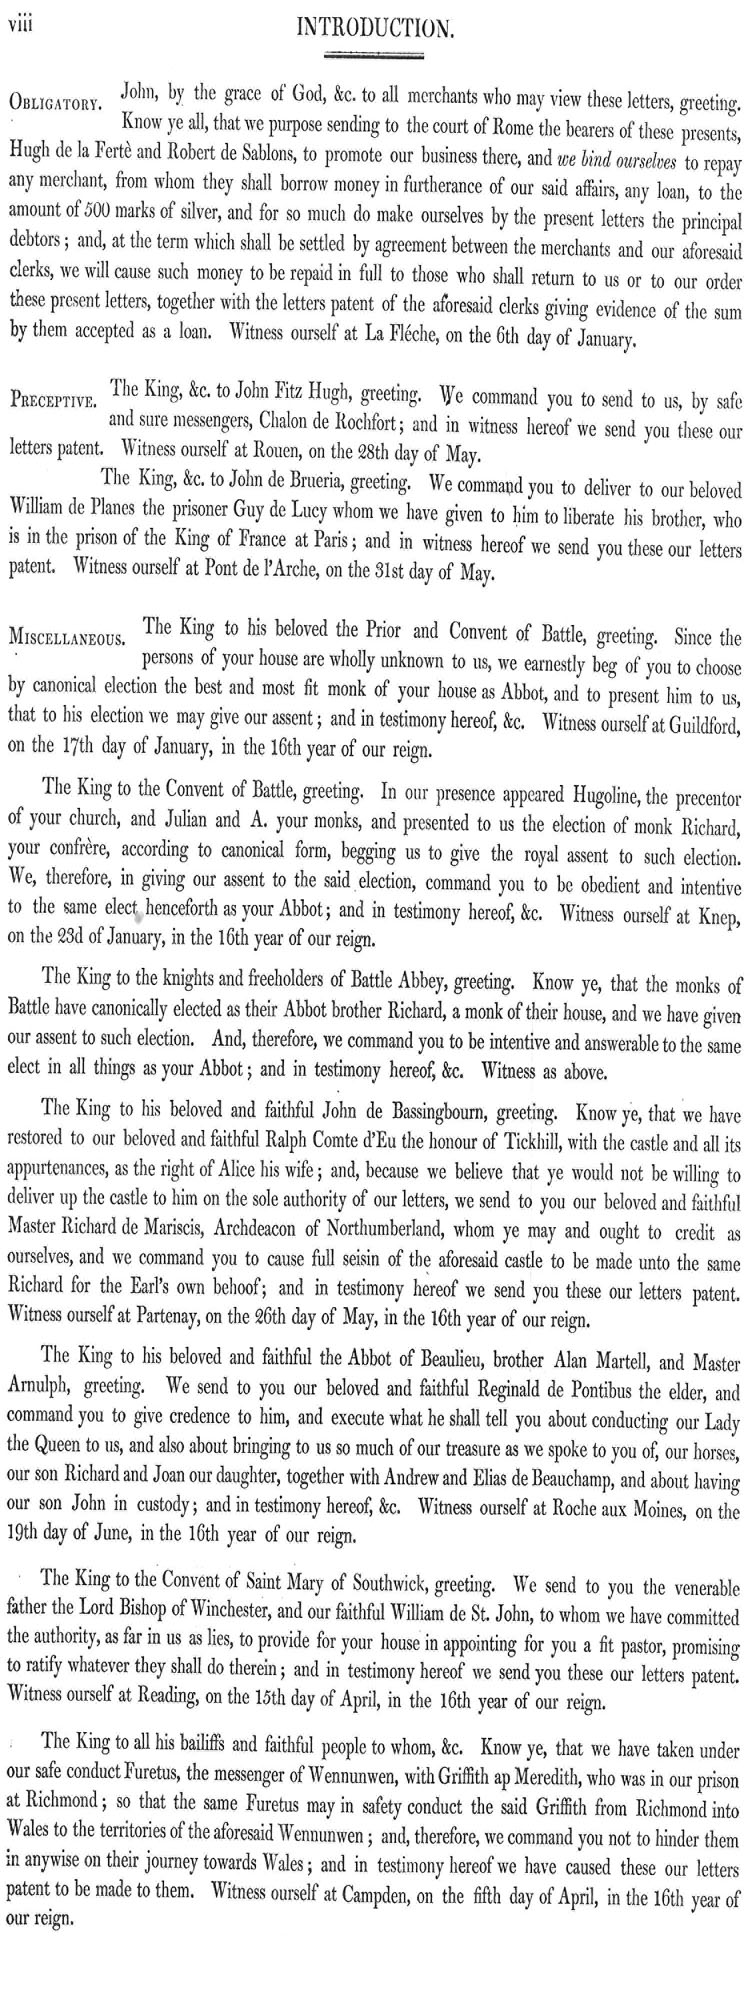 viii
INTRODUCTION.
OBLIGATORY. John, by the grace of God, &c. to all merchants who may view these letters, greeting.
Know ye all, that we purpose sending to the court of Rome the bearers of these presents,
Hugh de la Fertè and Robert de Sablons, to promote our business there, and we bind ourselves to repay
any merchant, from whom they shall borrow money in furtherance of our said affairs, any loan, to the
amount of 500 marks of silver, and for so much do make ourselves by the present letters the principal
debtors; and, at the term which shall be settled by agreement between the merchants and our aforesaid
clerks, we will cause such money to be repaid in full to those who shall return to us or to our order
these present letters, together with the letters patent of the aforesaid clerks giving evidence of the sum
by them accepted as a loan. Witness ourself at La Fléche, on the 6th day of January.
PRECEPTIVE. The King, &c. to John Fitz Hugh, greeting. We command you to send to us, by safe
and sure messengers, Chalon de Rochfort; and in witness hereof we send you these our
letters patent. Witness ourself at Rouen, on the 28th day of May.
The King, &c. to John de Brueria, greeting. We command you to deliver to our beloved
William de Planes the prisoner Guy de Lucy whom we have given to him to liberate his brother, who
is in the prison of the King of France at Paris; and in witness hereof we send you these our letters
patent. Witness ourself at Pont de l'Arche, on the 31st day of May.
MISCELLANEOUS. The King to his beloved the Prior and Convent of Battle, greeting. Since the
persons of your house are wholly unknown to us, we earnestly beg of you to choose
by canonical election the best and most fit monk of your house as Abbot, and to present him to us,
that to his election we may give our assent; and in testimony hereof, &c. Witness ourself at Guildford,
on the 17th day of January, in the 16th year of our reign.
The King to the Convent of Battle, greeting. In our presence appeared Hugoline, the precentor
of your church, and Julian and A. your monks, and presented to us the election of monk Richard,
your confrère, according to canonical form, begging us to give the royal assent to such election.
We, therefore, in giving our assent to the said election, command you to be obedient and intentive
to the same elect henceforth as your Abbot; and in testimony hereof, &c. Witness ourself at Knep,
on the 23d of January, in the 16th year of our reign.
The King to the knights and freeholders of Battle Abbey, greeting. Know ye, that the monks of
Battle have canonically elected as their Abbot brother Richard, a monk of their house, and we have given
our assent to such election. And, therefore, we command you to be intentive and answerable to the same
elect in all things as your Abbot; and in testimony hereof, &c. Witness as above.
The King to his beloved and faithful John de Bassingbourn, greeting. Know ye, that we have
restored to our beloved and faithful Ralph Comte d'Eu the honour of Tickhill, with the castle and all its
appurtenances, as the right of Alice his wife; and, because we believe that ye would not be willing to
deliver up the castle to him on the sole authority of our letters, we send to you our beloved and faithful
Master Richard de Mariscis, Archdeacon of Northumberland, whom ye may and ought to credit as
ourselves, and we command you to cause full seisin of the aforesaid castle to be made unto the same
Richard for the Earl's own behoof; and in testimony hereof we send you these our letters patent.
Witness ourself at Partenay, on the 26th day of May, in the 16th year of our reign.
The King to his beloved and faithful the Abbot of Beaulieu, brother Alan Martell, and Master
Arnulph, greeting. We send to you our beloved and faithful Reginald de Pontibus the elder, and
command you to give credence to him, and execute what he shall tell you about conducting our Lady
the Queen to us, and also about bringing to us so much of our treasure as we spoke to you of, our horses,
our son Richard and Joan our daughter, together with Andrew and Elias de Beauchamp, and about having
our son John in custody; and in testimony hereof, &c. Witness ourself at Roche aux Moines, on the
19th day of June, in the 16th year of our reign.
The King to the Convent of Saint Mary of Southwick, greeting. We send to you the venerable
father the Lord Bishop of Winchester, and our faithful William de St. John, to whom we have committed
the authority, as far in us as lies, to provide for your house in appointing for you a fit pastor, promising
to ratify whatever they shall do therein; and in testimony hereof we send you these our letters patent.
Witness ourself at Reading, on the 15th day of April, in the 16th year of our reign.
The King to all his bailiffs and faithful people to whom, &c. Know ye, that we have taken under
our safe conduct Furetus, the messenger of Wennunwen, with Griffith ap Meredith, who was in our prison
at Richmond; so that the same Furetus may in safety conduct the said Griffith from Richmond into
Wales to the territories of the aforesaid Wennunwen; and, therefore, we command you not to hinder them
in anywise on their journey towards Wales; and in testimony hereof we have caused these our letters
patent to be made to them. Witness ourself at Campden, on the fifth day of April, in the 16th year of
our reign.